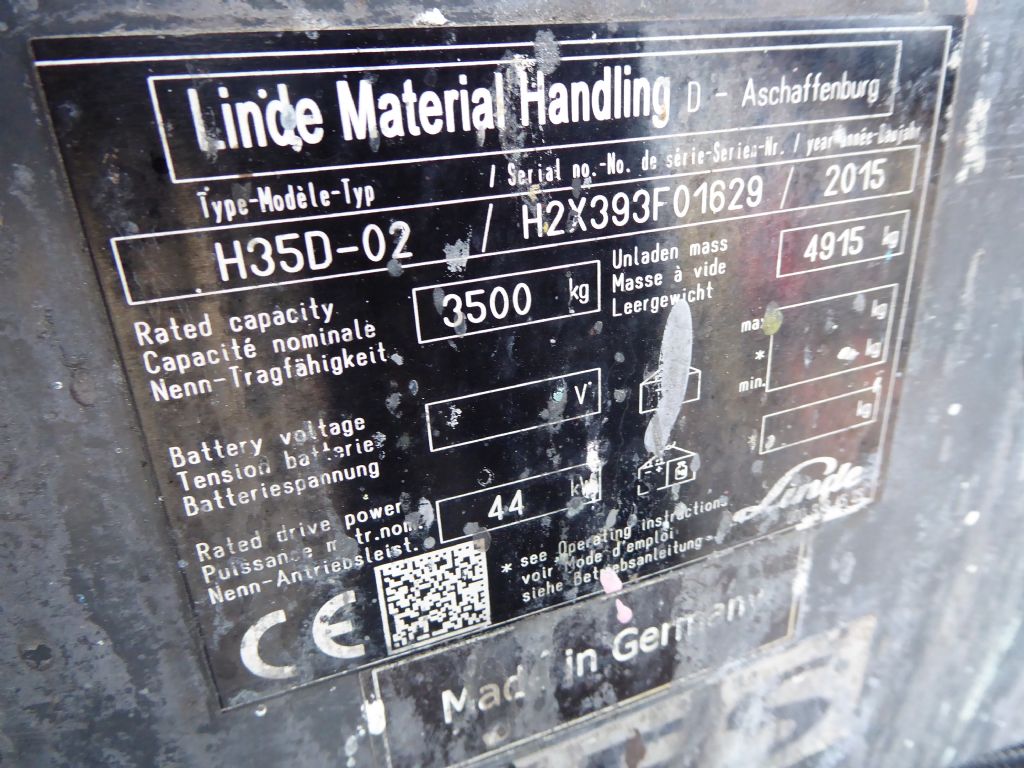 Linde Material Handling D - Aschaffenburg
Type-Modèle-Typ / Serial no.-No. de série-Serien-Nr. / year-année-Baujahr
H35D-02 / H2X393F01629 / 2015
Rated capacity
Capacité nominale
Nenn-Tragfähigkeit
3500 kg
Unladen mass
Masse à vide
Leergewicht
4915 kg
max kg
* kg
min.
* kg
Battery voltage
Tension batterie
Batteriespannung
V
- +
Rated drive power
Puissance tr.nom.
Nenn-Antriebsleist.
44 kW
Linde
* see Operating instructions
voir Mode d'emploi
siehe Betriebsanleitung
CE
Made in Germany